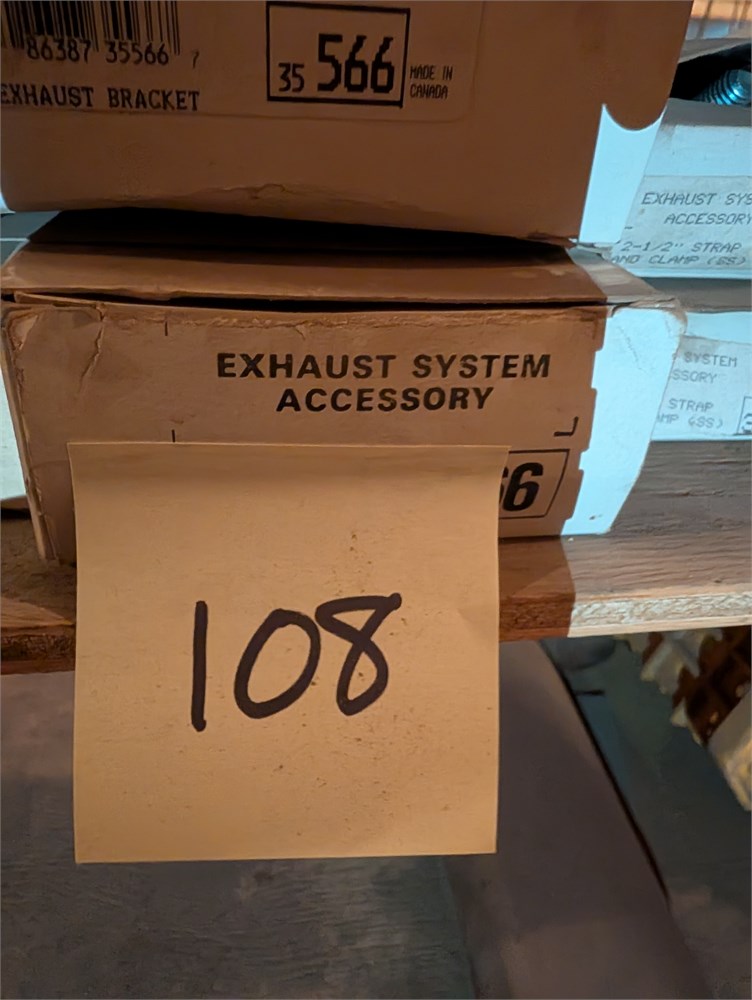 86387 35566 7
35 566
MADE IN
CANADA
EXHAUST BRACKET
EXHAUST SYS
ACCESSORY
2-1/2" STRAP
AND CLAMP (SS)
EXHAUST SYSTEM
ACCESSORY
66
SYSTEM
SSORY
STRAP
MP (SS)
108